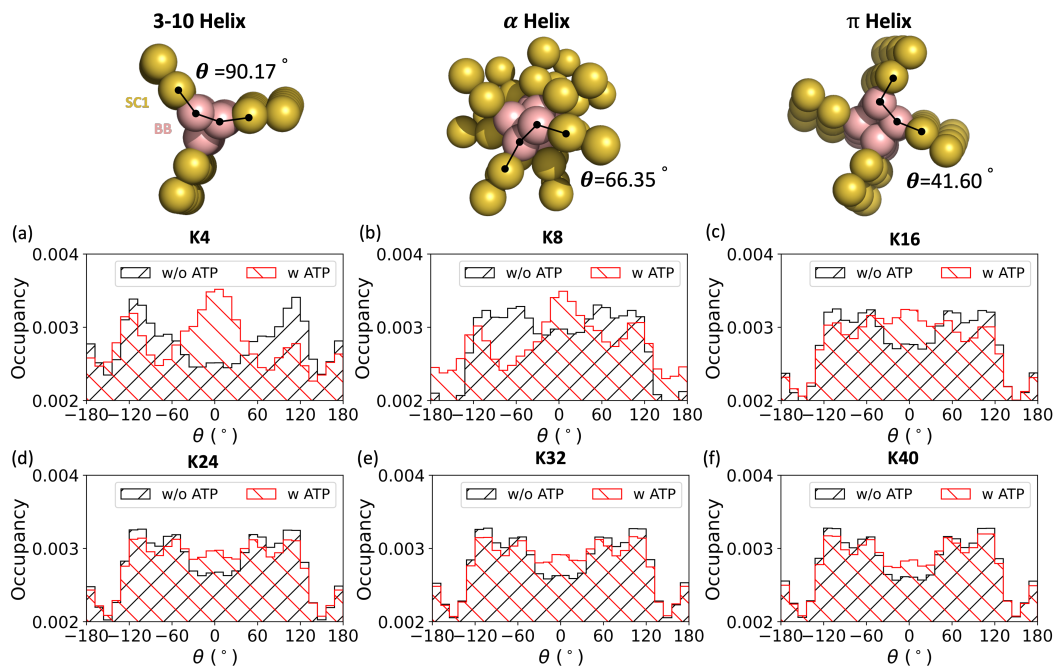 3-10 Helix
α Helix
π Helix
θ =90.17 °
SC1
BB
θ=66.35 °
θ=41.60 °
(a)
K4
0.004
w/o ATP
w ATP
Occupancy
0.003
0.002
−180 −120 −60 0 60 120 180
θ (°)
(b)
K8
0.004
w/o ATP
w ATP
Occupancy
0.003
0.002
−180 −120 −60 0 60 120 180
θ (°)
(c)
K16
0.004
w/o ATP
w ATP
Occupancy
0.003
0.002
−180 −120 −60 0 60 120 180
θ (°)
(d)
K24
0.004
w/o ATP
w ATP
Occupancy
0.003
0.002
−180 −120 −60 0 60 120 180
θ (°)
(e)
K32
0.004
w/o ATP
w ATP
Occupancy
0.003
0.002
−180 −120 −60 0 60 120 180
θ (°)
(f)
K40
0.004
w/o ATP
w ATP
Occupancy
0.003
0.002
−180 −120 −60 0 60 120 180
θ (°)